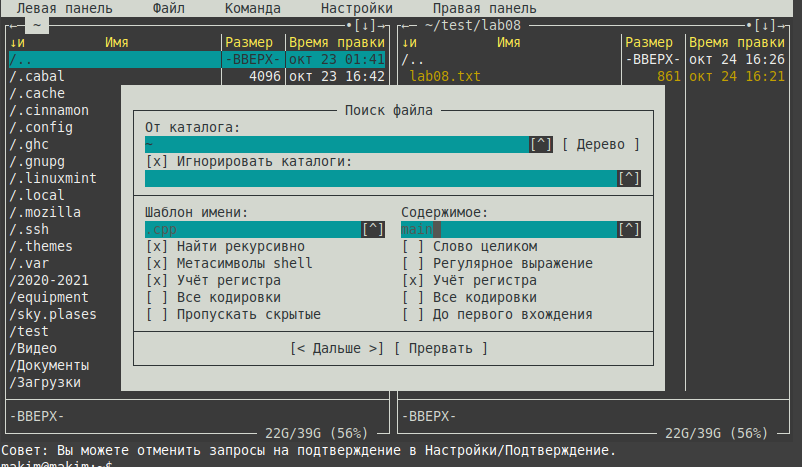 Левая панель Файл Команда Настройки Правая панель
← ~ •[↓]→ ← ~/test/lab08 •[↓]→
↓и Имя Размер Время правки ↓и Имя Размер Время правки
/.. -ВВЕРХ- окт 23 01:41 /.. -ВВЕРХ- окт 24 16:26
/.cabal 4096 окт 23 16:42 lab08.txt 861 окт 24 16:21
/.cache
/.cinnamon Поиск файла
/.config От каталога:
/.ghc ~ [^] [ Дерево ]
/.gnupg [x] Игнорировать каталоги:
/.linuxmint [^]
/.local
/.mozilla Шаблон имени: Содержимое:
/.ssh .cpp [^] main [^]
/.themes [x] Найти рекурсивно [ ] Слово целиком
/.var [x] Метасимволы shell [ ] Регулярное выражение
/2020-2021 [x] Учёт регистра [x] Учёт регистра
/equipment [ ] Все кодировки [ ] Все кодировки
/sky.plases [ ] Пропускать скрытые [ ] До первого вхождения
/test
/Видео [< Дальше >] [ Прервать ]
/Документы
/Загрузки
-ВВЕРХ- -ВВЕРХ-
22G/39G (56%) 22G/39G (56%)
Совет: Вы можете отменить запросы на подтверждение в Настройки/Подтверждение.
makim@makim:~$